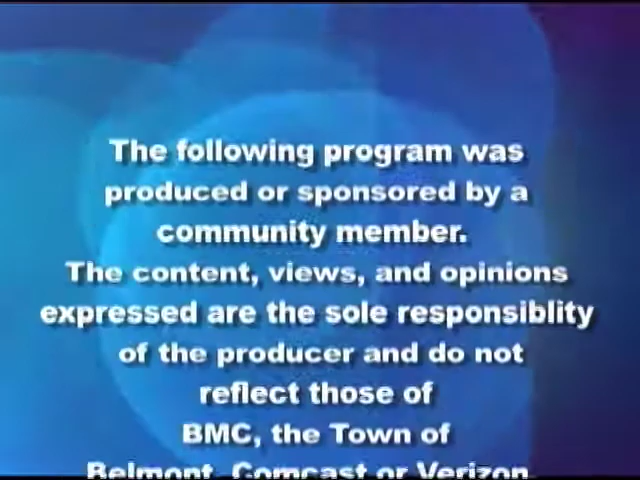 The following program was
produced or sponsored by a
community member.
The content, views, and opinions
expressed are the sole responsiblity
of the producer and do not
reflect those of
BMC, the Town of
Belmont, Comcast or Verizon